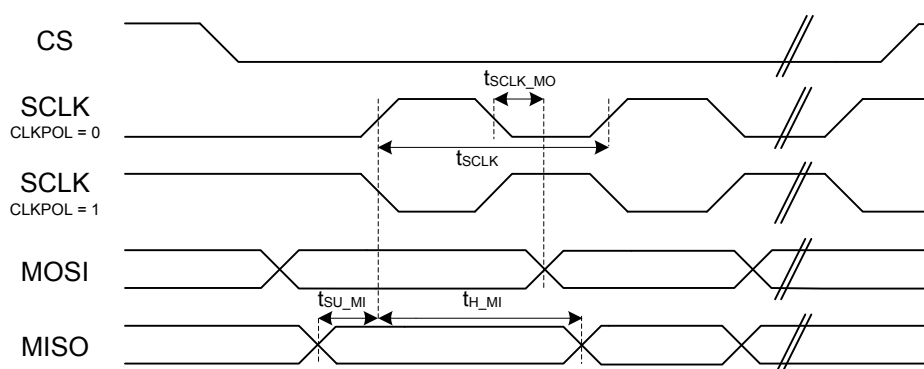 CS
tSCLK_MO
SCLK
CLKPOL = 0
tSCLK
SCLK
CLKPOL = 1
MOSI
tSU_MI
tH_MI
MISO